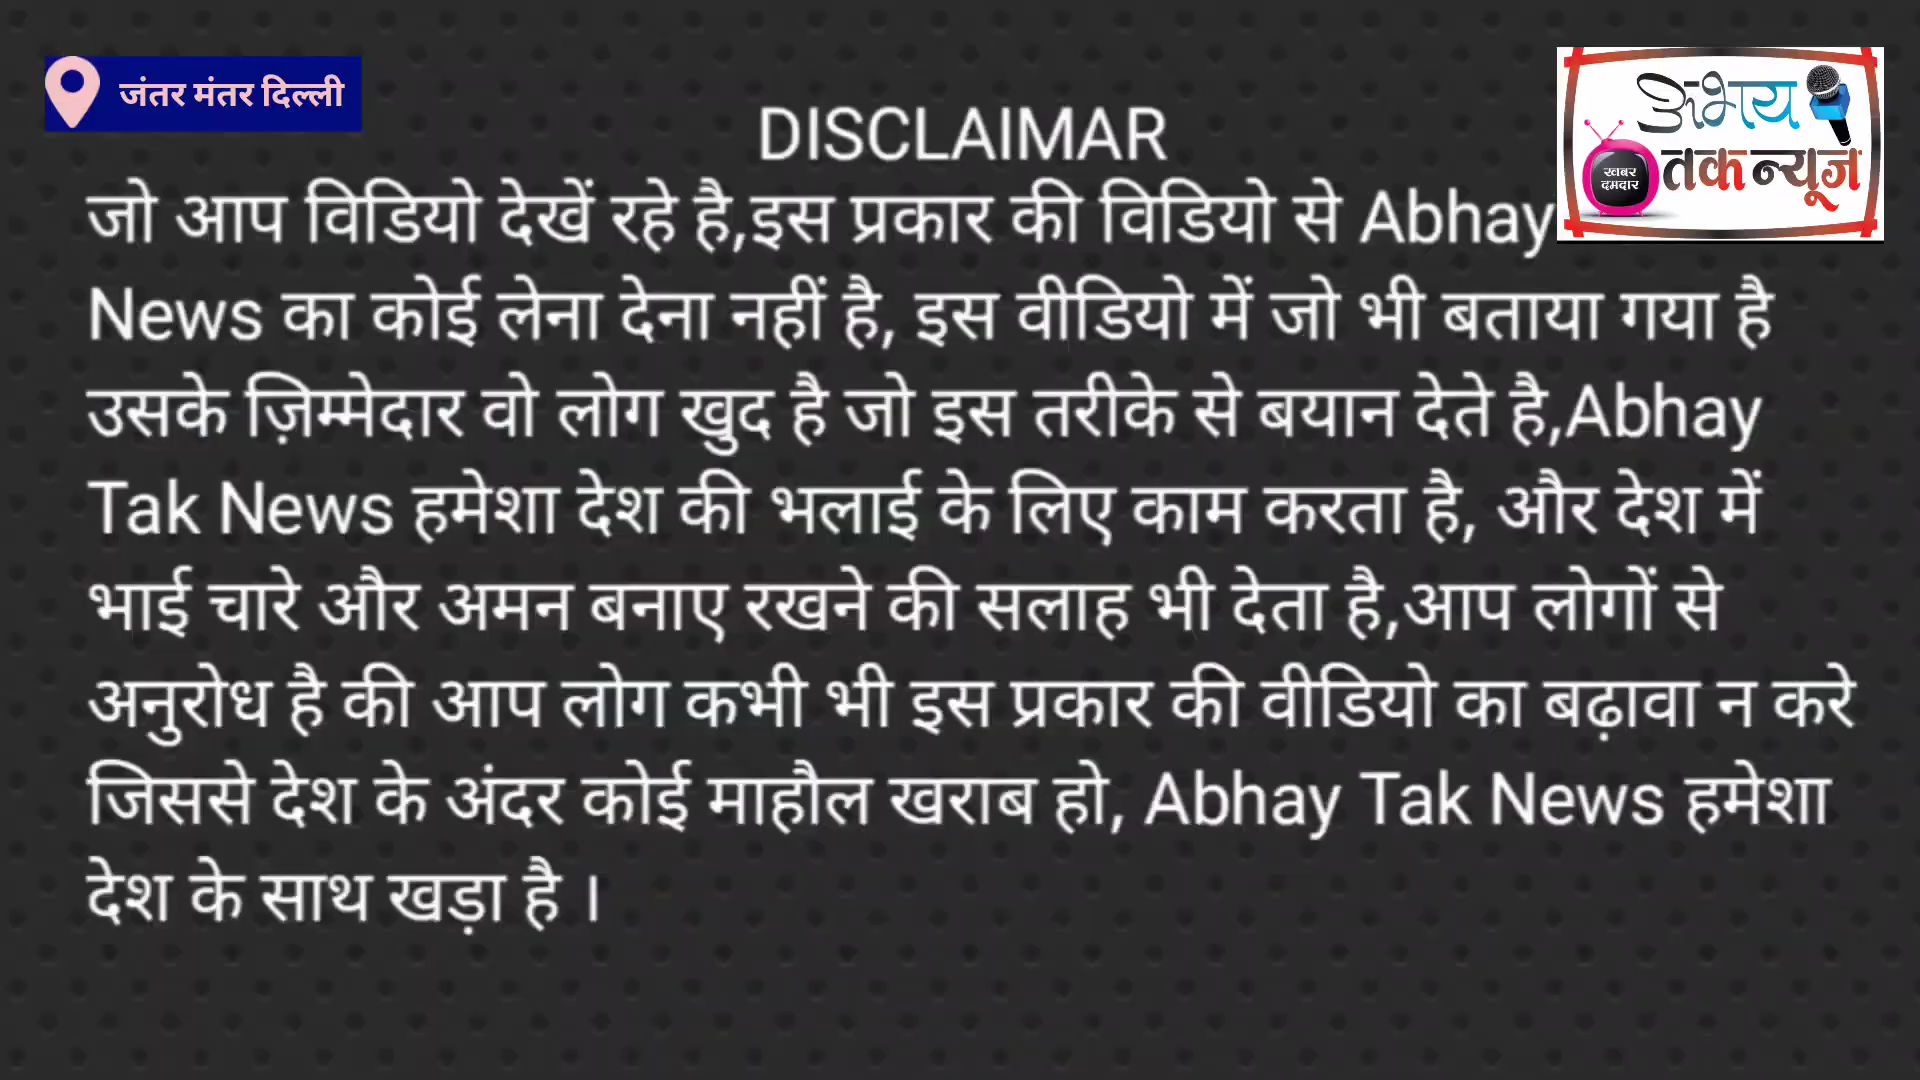 जंतर मंतर दिल्ली
अभय
तक न्यूज
खबर
दमदार
DISCLAIMAR
जो आप विडियो देखें रहे है,इस प्रकार की विडियो से Abhay
News का कोई लेना देना नहीं है, इस वीडियो में जो भी बताया गया है
उसके ज़िम्मेदार वो लोग खुद है जो इस तरीके से बयान देते है,Abhay
Tak News हमेशा देश की भलाई के लिए काम करता है, और देश में
भाई चारे और अमन बनाए रखने की सलाह भी देता है,आप लोगों से
अनुरोध है की आप लोग कभी भी इस प्रकार की वीडियो का बढ़ावा न करे
जिससे देश के अंदर कोई माहौल खराब हो, Abhay Tak News हमेशा
देश के साथ खड़ा है ।